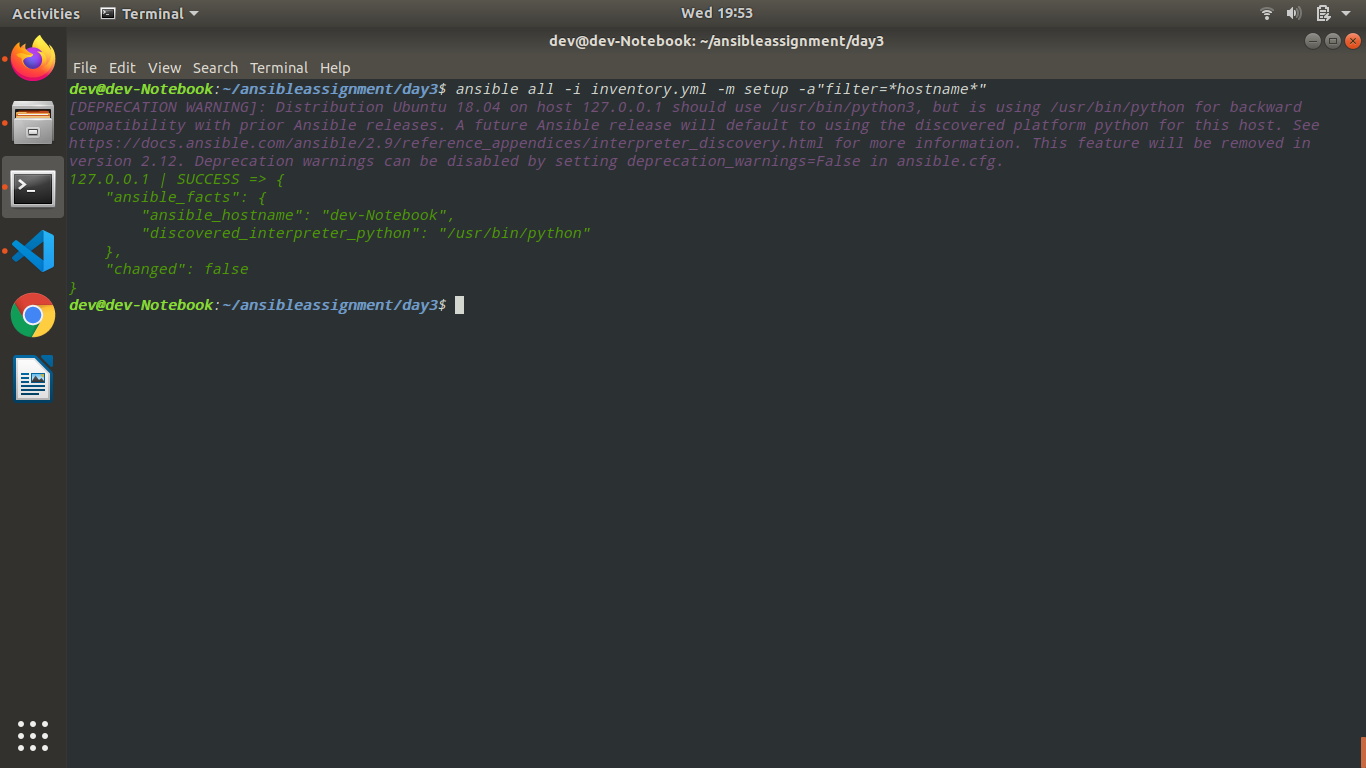 Activities Terminal Wed 19:53
dev@dev-Notebook: ~/ansibleassignment/day3
File Edit View Search Terminal Help
dev@dev-Notebook:~/ansibleassignment/day3$ ansible all -i inventory.yml -m setup -a"filter=*hostname*"
[DEPRECATION WARNING]: Distribution Ubuntu 18.04 on host 127.0.0.1 should use /usr/bin/python3, but is using /usr/bin/python for backward
compatibility with prior Ansible releases. A future Ansible release will default to using the discovered platform python for this host. See
https://docs.ansible.com/ansible/2.9/reference_appendices/interpreter_discovery.html for more information. This feature will be removed in
version 2.12. Deprecation warnings can be disabled by setting deprecation_warnings=False in ansible.cfg.
127.0.0.1 | SUCCESS => {
    "ansible_facts": {
        "ansible_hostname": "dev-Notebook",
        "discovered_interpreter_python": "/usr/bin/python"
    },
    "changed": false
}
dev@dev-Notebook:~/ansibleassignment/day3$